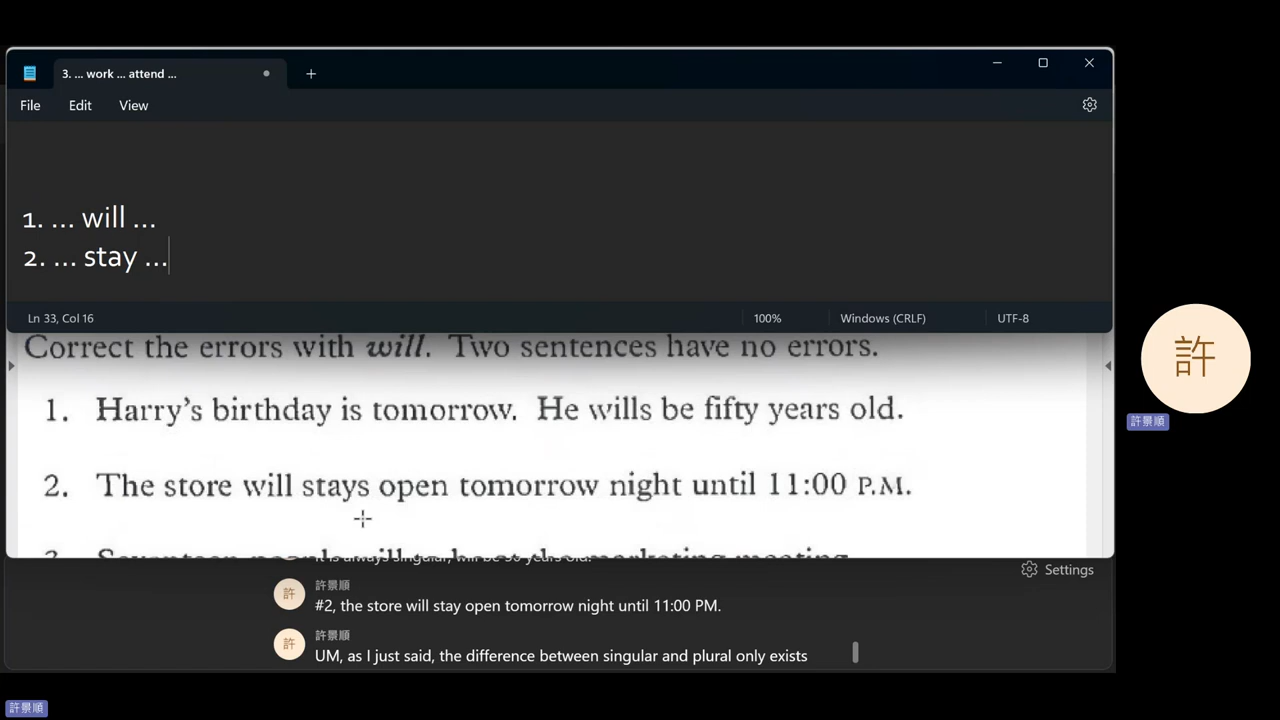 3. ... work ... attend ...
File Edit View
1. ... will ...
2. ... stay ...
Ln 33, Col 16 100% Windows (CRLF) UTF-8
Correct the errors with will. Two sentences have no errors.
1. Harry's birthday is tomorrow. He wills be fifty years old.
2. The store will stays open tomorrow night until 11:00 P.M.
Settings
許景順
#2, the store will stay open tomorrow night until 11:00 PM.
許景順
UM, as I just said, the difference between singular and plural only exists
許
許
許
許景順
許景順